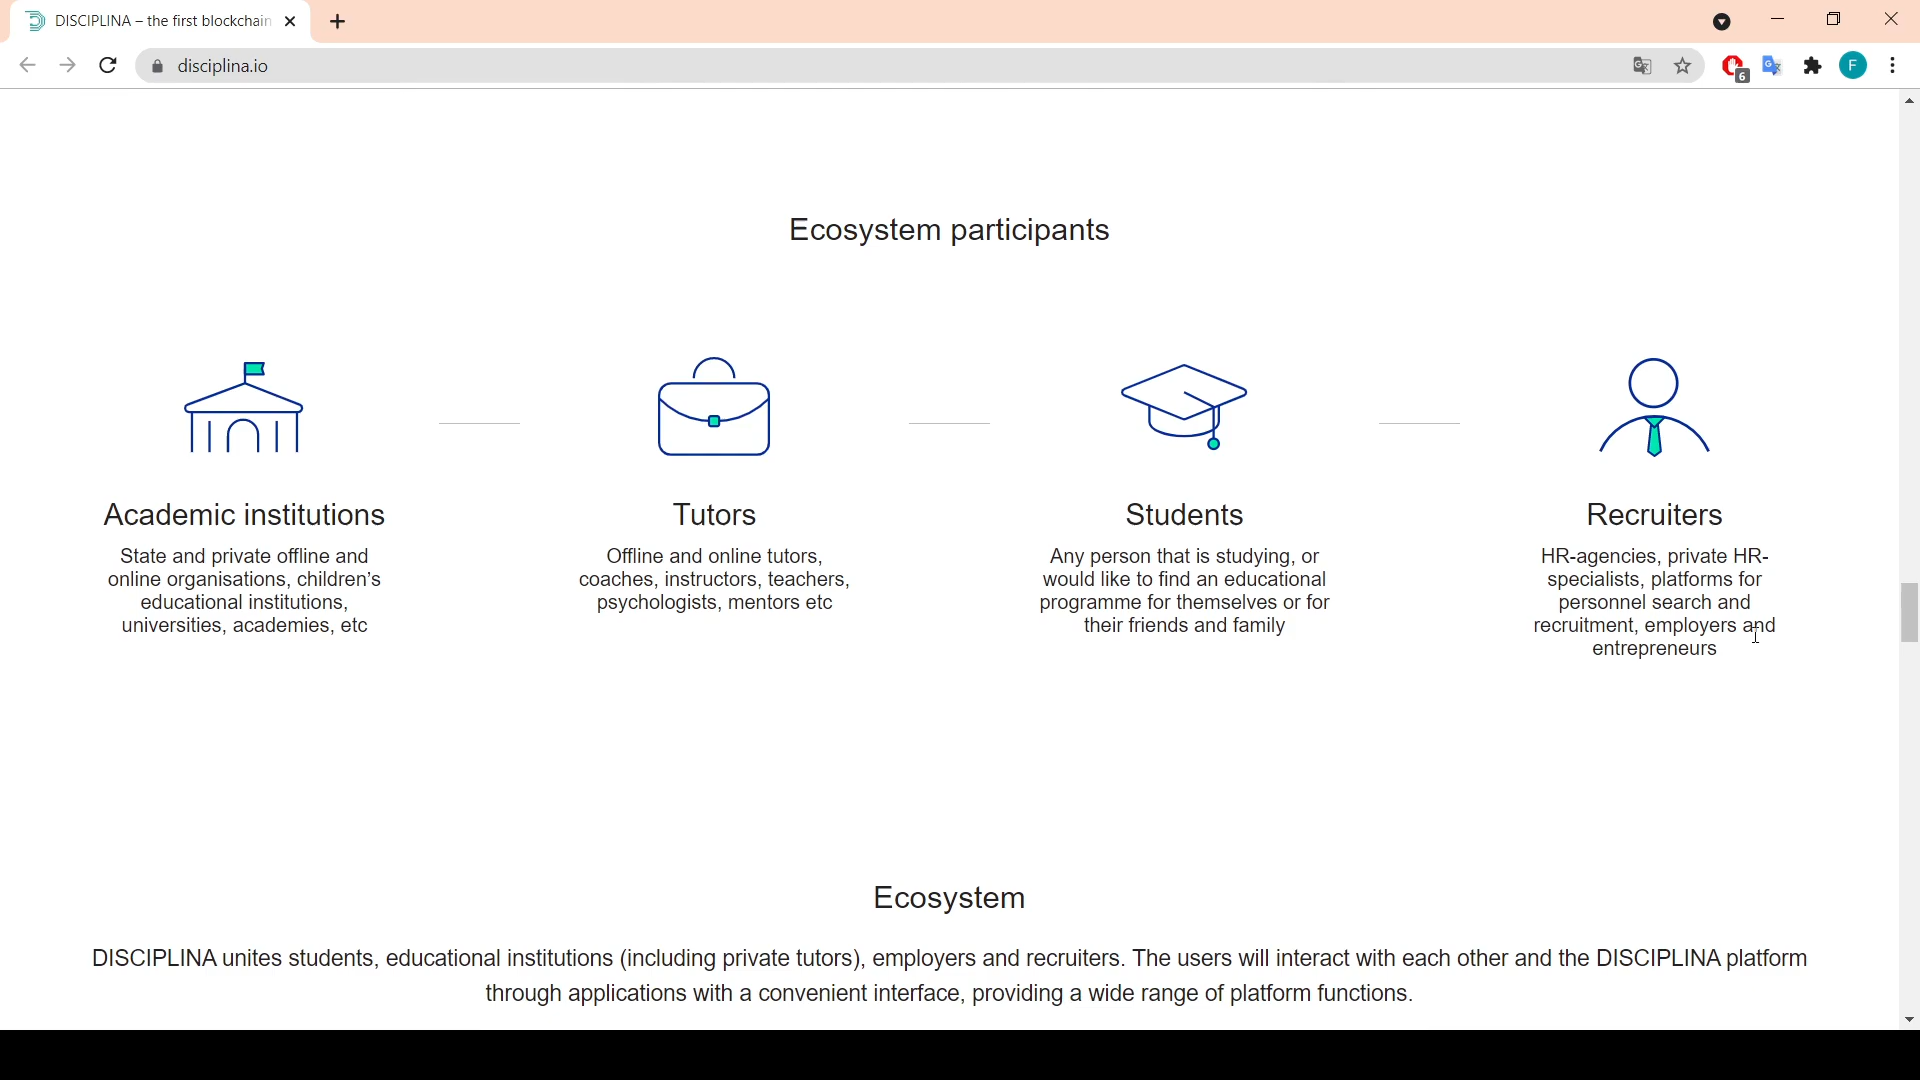 DISCIPLINA – the first blockchain
disciplina.io
6
F
Ecosystem participants
Academic institutions
State and private offline and
online organisations, children’s
educational institutions,
universities, academies, etc
Tutors
Offline and online tutors,
coaches, instructors, teachers,
psychologists, mentors etc
Students
Any person that is studying, or
would like to find an educational
programme for themselves or for
their friends and family
Recruiters
HR-agencies, private HR-
specialists, platforms for
personnel search and
recruitment, employers and
entrepreneurs
Ecosystem
DISCIPLINA unites students, educational institutions (including private tutors), employers and recruiters. The users will interact with each other and the DISCIPLINA platform
through applications with a convenient interface, providing a wide range of platform functions.